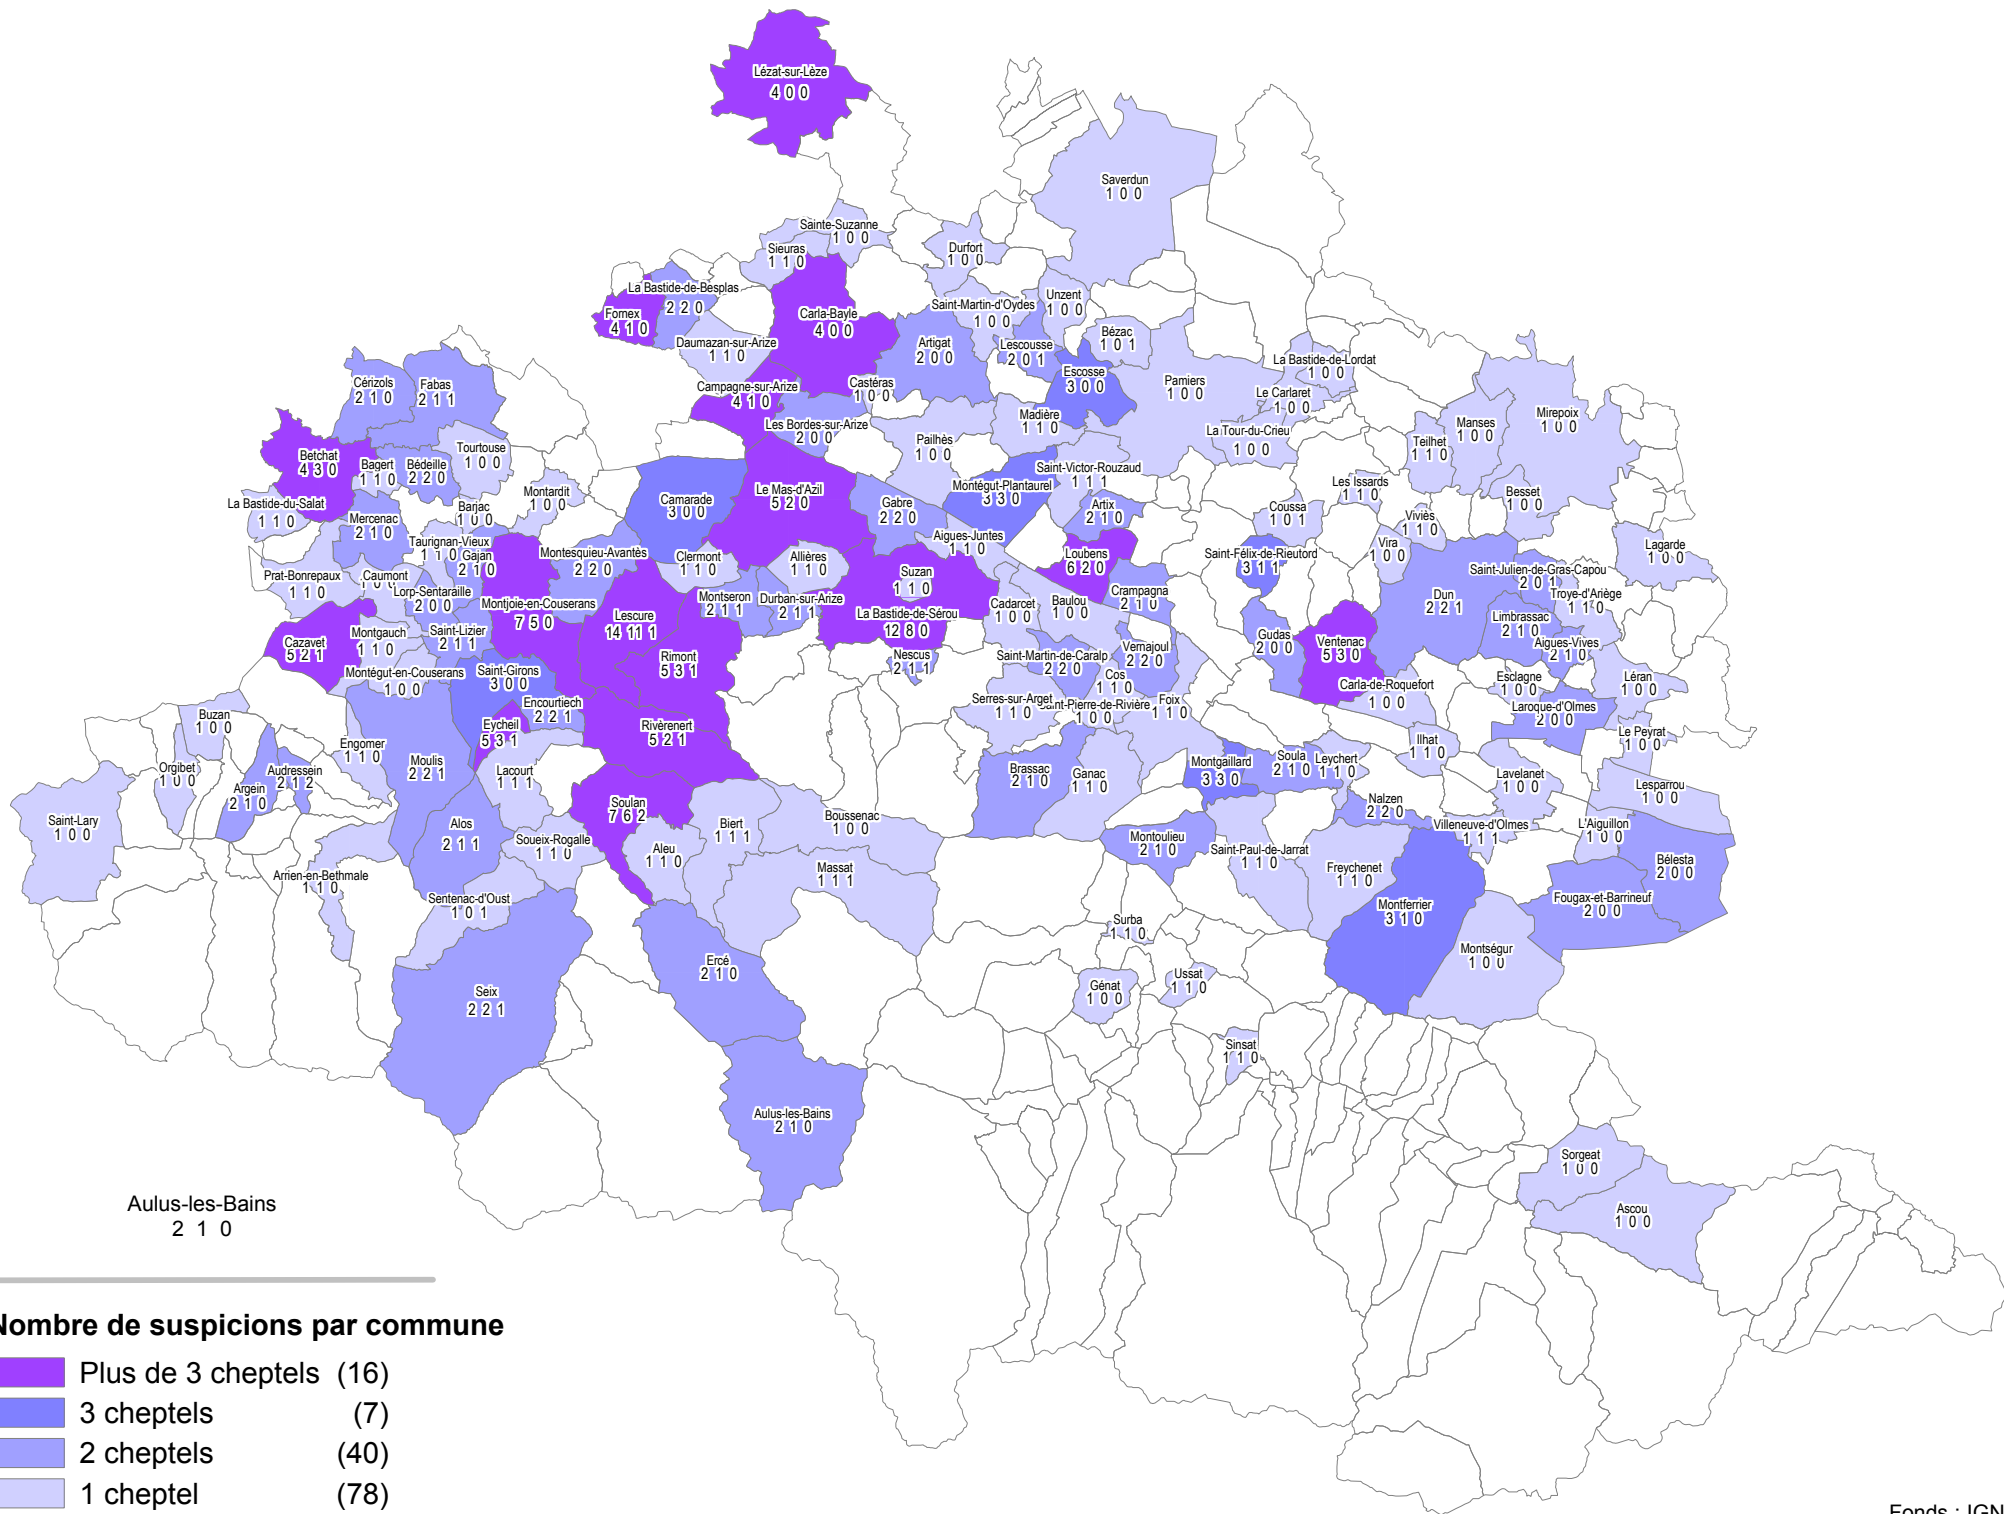 Lézat-sur-Lèze
4 0 0
Saverdun
1 0 0
Sainte-Suzanne
1 0 0
Sieuras
1 1 0
Durfort
1 0 0
La Bastide-de-Besplas
2 2 0
Fornex
4 1 0
Carla-Bayle
4 0 0
Saint-Martin-d'Oydes
1 0 0
Unzent
1 0 0
Daumazan-sur-Arize
1 1 0
Artigat
2 0 0
Lescousse
2 0 1
Bézac
1 0 1
La Bastide-de-Lordat
1 0 0
Cérizols
2 1 0
Fabas
2 1 1
Campagne-sur-Arize
4 1 0
Castéras
1 0 0
Escosse
3 0 0
Pamiers
1 0 0
Le Carlaret
1 0 0
Les Bordes-sur-Arize
2 0 0
Madière
1 1 0
La Tour-du-Crieu
1 0 0
Manses
1 0 0
Mirepoix
1 0 0
Teilhet
1 1 0
Betchat
4 3 0
Bagert
1 1 0
Bédeille
2 2 0
Tourtouse
1 0 0
Pailhès
1 0 0
Saint-Victor-Rouzaud
1 1 1
La Bastide-du-Salat
1 1 0
Montardit
1 0 0
Barjac
1 0 0
Camarade
3 0 0
Le Mas-d'Azil
5 2 0
Gabre
2 2 0
Montégut-Plantaurel
3 3 0
Artix
2 1 0
Les Issards
1 1 0
Coussa
1 0 1
Besset
1 0 0
Viviès
1 1 0
Mercenac
2 1 0
Taurignan-Vieux
1 1 0
Gajan
2 1 0
Montesquieu-Avantès
2 2 0
Clermont
1 1 0
Allières
1 1 0
Aigues-Juntes
1 1 0
Loubens
6 2 0
Saint-Félix-de-Rieutord
3 1 1
Vira
1 0 0
Lagarde
1 0 0
Prat-Bonrepaux
1 1 0
Caumont
1 0 0
Lorp-Sentaraille
2 0 0
Suzan
1 1 0
Saint-Julien-de-Gras-Capou
2 0 1
Troye-d'Ariège
1 1 0
Montjoie-en-Couserans
7 5 0
Lescure
14 11 1
Montseron
2 1 1
Durban-sur-Arize
2 1 1
La Bastide-de-Sérou
12 8 0
Cadarcet
1 0 0
Baulou
1 0 0
Crampagna
2 1 0
Dun
2 2 1
Limbrassac
2 1 0
Cazavet
5 2 1
Montgauch
1 1 0
Saint-Lizier
2 1 1
Rimont
5 3 1
Nescus
2 1 1
Saint-Martin-de-Caralp
2 2 0
Vernajoul
2 2 0
Gudas
2 0 0
Ventenac
5 3 0
Aigues-Vives
2 1 0
Montégut-en-Couserans
1 0 0
Saint-Girons
3 0 0
Cos
1 1 0
Carla-de-Roquefort
1 0 0
Esclagne
1 0 0
Léran
1 0 0
Encourtiech
2 2 1
Serres-sur-Arget
1 1 0
nt-Pierre-de-Rivière
1 0 0
Foix
1 1 0
Laroque-d'Olmes
2 0 0
Buzan
1 0 0
Eycheil
5 3 1
Rivèrenert
5 2 1
Le Peyrat
1 0 0
Engomer
1 1 0
Moulis
2 2 1
Ilhat
1 1 0
Orgibet
1 0 0
Audressein
2 1 2
Argein
2 1 0
Lacourt
1 1 1
Brassac
2 1 0
Ganac
1 1 0
Montgaillard
3 3 0
Soula
2 1 0
Leychert
1 1 0
Lavelanet
1 0 0
Lesparrou
1 0 0
Saint-Lary
1 0 0
Alos
2 1 1
Soulan
7 6 2
Biert
1 1 1
Boussenac
1 0 0
Nalzen
2 2 0
Villeneuve-d'Olmes
1 1 1
L'Aiguillon
1 0 0
Soueix-Rogalle
1 1 0
Aleu
1 1 0
Montoulieu
2 1 0
Saint-Paul-de-Jarrat
1 1 0
Bélesta
2 0 0
Arrien-en-Bethmale
1 1 0
Massat
1 1 1
Freychenet
1 1 0
Sentenac-d'Oust
1 0 1
Montferrier
3 1 0
Fougax-et-Barrineuf
2 0 0
Surba
1 1 0
Montségur
1 0 0
Ercé
2 1 0
Ussat
1 1 0
Génat
1 0 0
Seix
2 2 1
Sinsat
1 1 0
Aulus-les-Bains
2 1 0
Sorgeat
1 0 0
Ascou
1 0 0
Aulus-les-Bains
2 1 0
Nombre de suspicions par commune
Plus de 3 cheptels (16)
3 cheptels (7)
2 cheptels (40)
1 cheptel (78)
Fonds : IGN